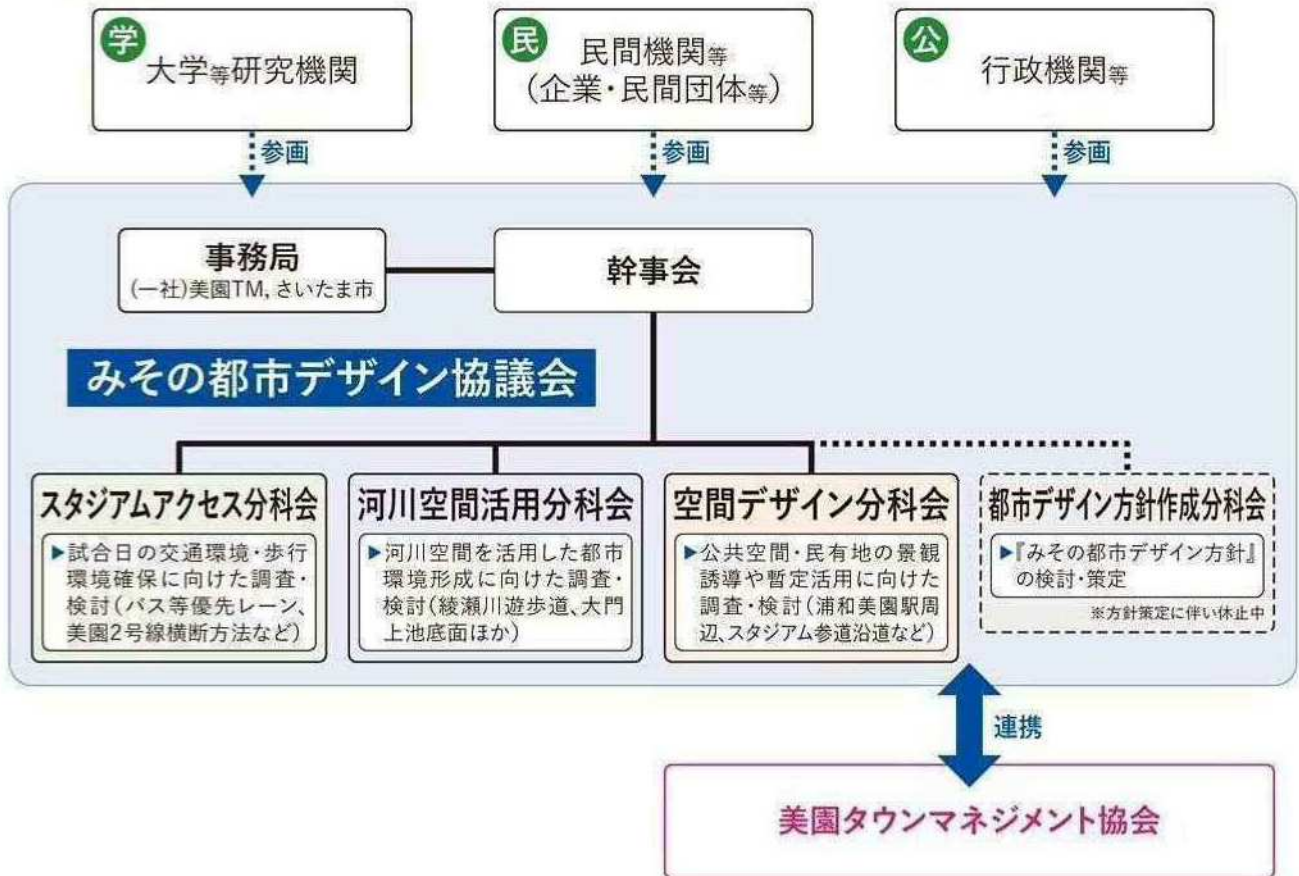 学
大学等研究機関
民
民間機関等
(企業・民間団体等)
公
行政機関等
参画
参画
参画
事務局
(一社)美園TM, さいたま市
幹事会
みその都市デザイン協議会
スタジアムアクセス分科会
▶試合日の交通環境・歩行
環境確保に向けた調査・
検討(バス等優先レーン、
美園2号線横断方法など)
河川空間活用分科会
▶河川空間を活用した都市
環境形成に向けた調査・
検討(綾瀬川遊歩道、大門
上池底面ほか)
空間デザイン分科会
▶公共空間・民有地の景観
誘導や暫定活用に向けた
調査・検討(浦和美園駅周
辺、スタジアム参道沿道など)
都市デザイン方針作成分科会
▶『みその都市デザイン方針』
の検討・策定
※方針策定に伴い休止中
連携
美園タウンマネジメント協会